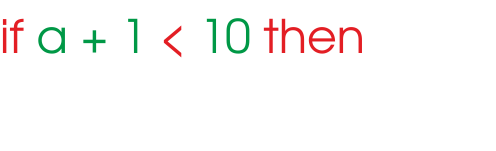 if a + 1 < 10 then